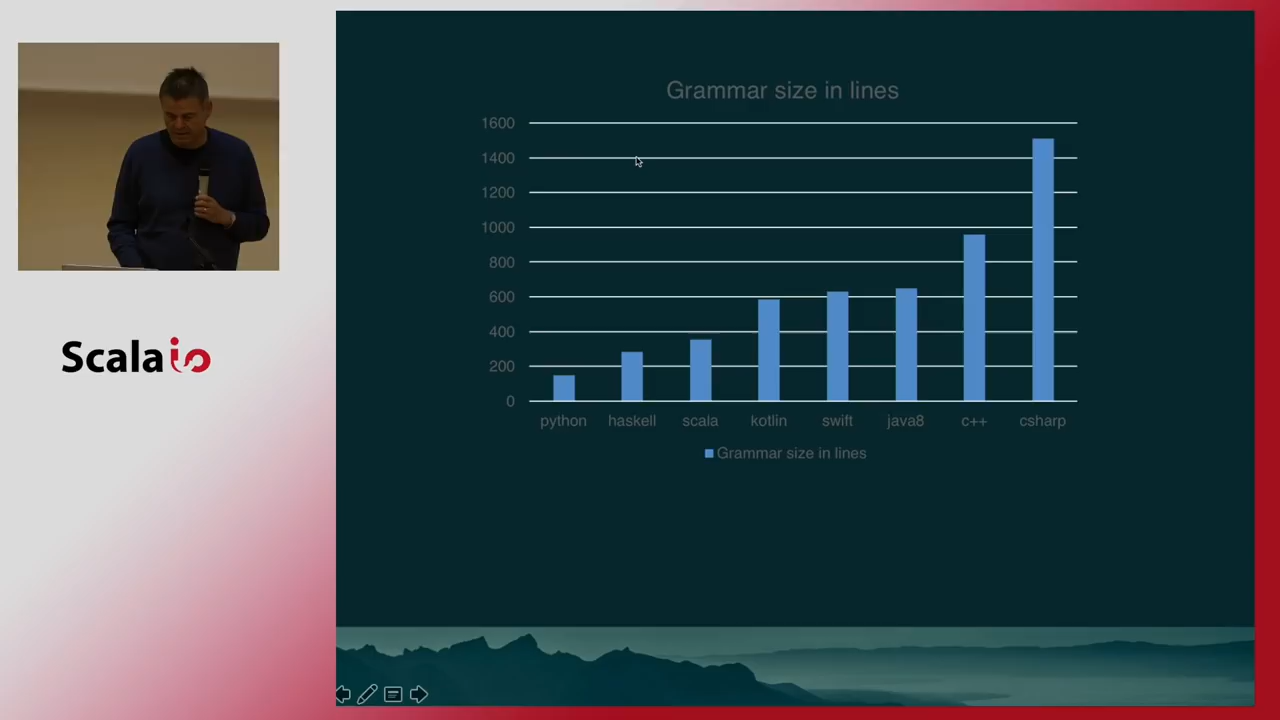 Grammar size in lines
1600
1400
1200
1000
800
600
400
200
0
python haskell scala kotlin swift java8 c++ csharp
Grammar size in lines
Scala io